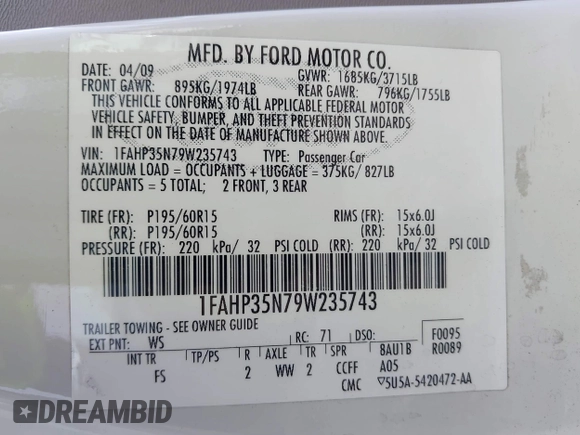 MFD. BY FORD MOTOR CO.
DATE: 04/09 GVWR: 1685KG/3715LB
FRONT GAWR: 895KG/1974LB REAR GAWR: 796KG/1755LB
THIS VEHICLE CONFORMS TO ALL APPLICABLE FEDERAL MOTOR
VEHICLE SAFETY, BUMPER, AND THEFT PREVENTION STANDARDS
IN EFFECT ON THE DATE OF MANUFACTURE SHOWN ABOVE.
VIN: 1FAHP35N79W235743 TYPE: Passenger Car
MAXIMUM LOAD = OCCUPANTS + LUGGAGE = 375KG/ 827LB
OCCUPANTS = 5 TOTAL; 2 FRONT, 3 REAR
TIRE (FR): P195/60R15 RIMS (FR): 15x6.0J
(RR): P195/60R15 (RR): 15x6.0J
PRESSURE (FR): 220 kPa/ 32 PSI COLD (RR): 220 kPa/ 32 PSI COLD
1FAHP35N79W235743
TRAILER TOWING - SEE OWNER GUIDE
EXT PNT: WS RC: 71 DSO: F0095
R0089
INT TR TP/PS R AXLE TR SPR 8AU1B
FS 2 WW 2 CCFF A05
CMC ▽5U5A-5420472-AA
DREAMBID